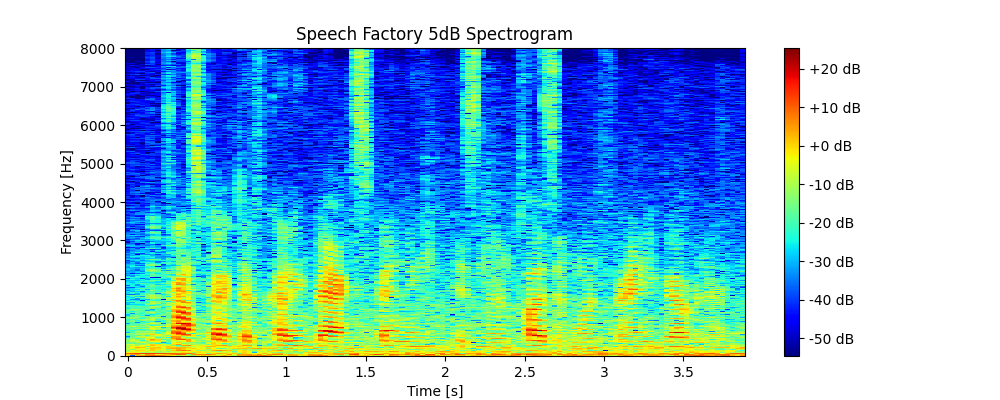 Speech Factory 5dB Spectrogram
8000
7000
6000
5000
4000
3000
2000
1000
0
Frequency [Hz]
0 0.5 1 1.5 2 2.5 3 3.5
Time [s]
+20 dB
+10 dB
+0 dB
-10 dB
-20 dB
-30 dB
-40 dB
-50 dB